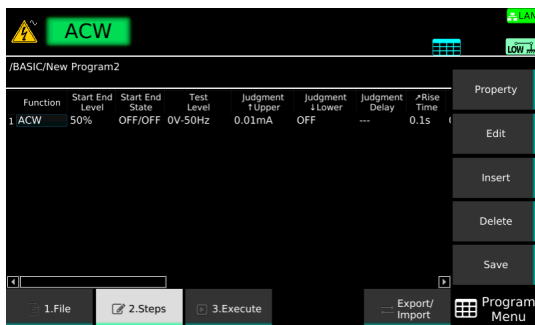 LAN
ACW
LOW
/BASIC/New Program2
Function Start End Level Start End State Test Level Judgment ↑Upper Judgment ↓Lower Judgment Delay ↗Rise Time
1 ACW 50% OFF/OFF 0V-50Hz 0.01mA OFF --- 0.1s
Property
Edit
Insert
Delete
Save
1.File
2.Steps
3.Execute
Export/
Import
Program
Menu